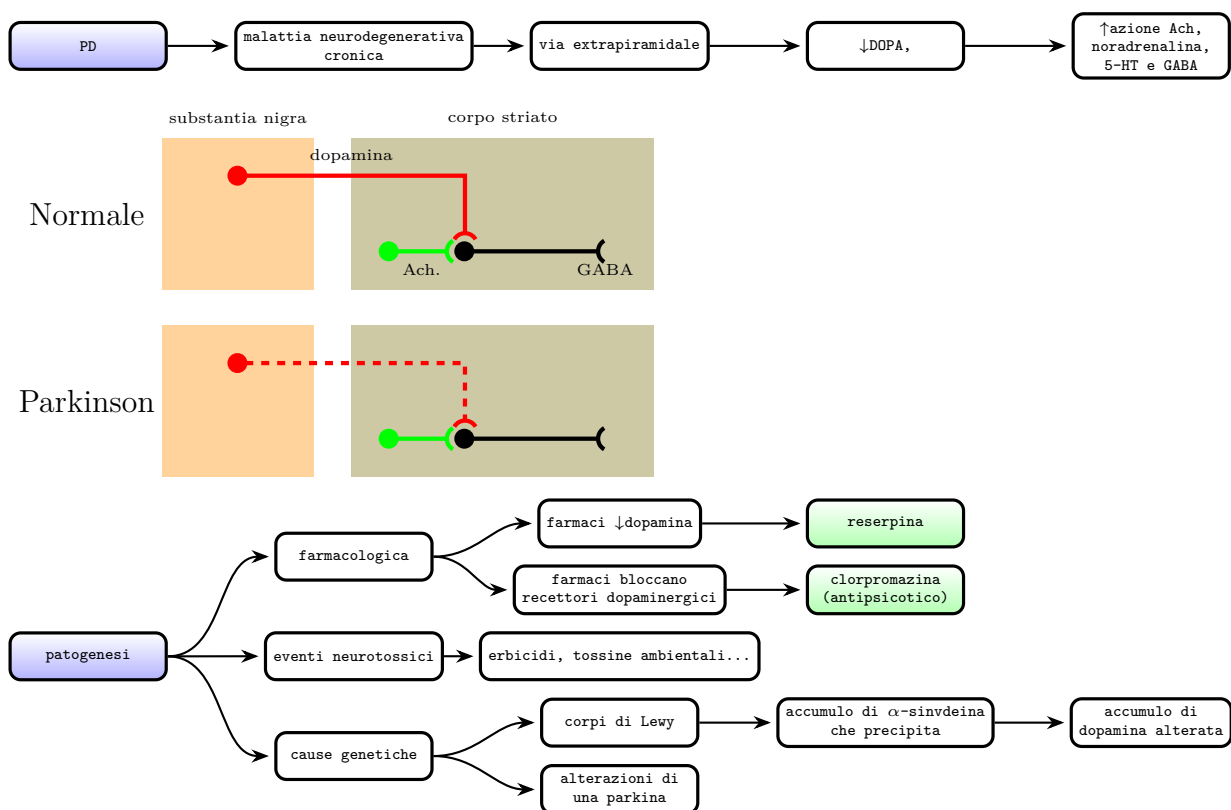 PD
malattia neurodegenerativa
cronica
via extrapiramidale
↓DOPA,
↑azione Ach,
noradrenalina,
5-HT e GABA
substantia nigra
corpo striato
dopamina
Normale
Ach.
GABA
Parkinson
farmaci ↓dopamina
reserpina
farmacologica
farmaci bloccano
recettori dopaminergici
clorpromazina
(antipsicotico)
patogenesi
eventi neurotossici
erbicidi, tossine ambientali...
corpi di Lewy
accumulo di α-sinvdeina
che precipita
accumulo di
dopamina alterata
cause genetiche
alterazioni di
una parkina